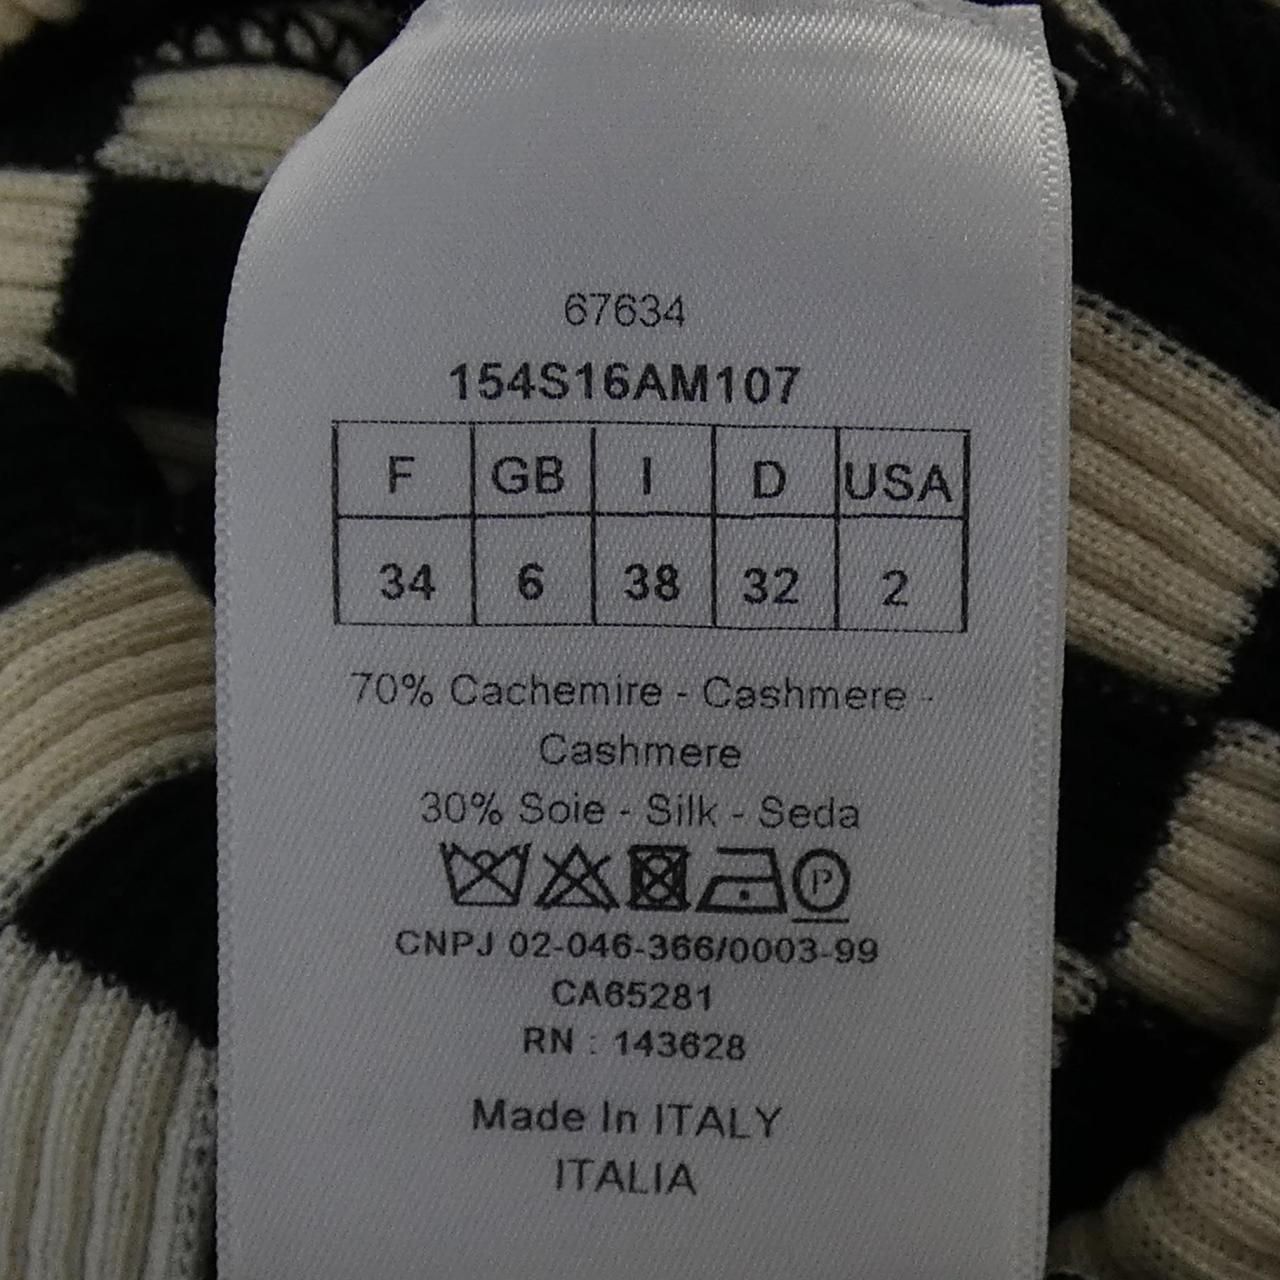 67634
154S16AM107
F GB I D USA
34 6 38 32 2
70% Cachemire - Cashmere -
Cashmere
30% Soie - Silk - Seda
P
CNPJ 02-046-366/0003-99
CA65281
RN : 143628
Made In ITALY
ITALIA